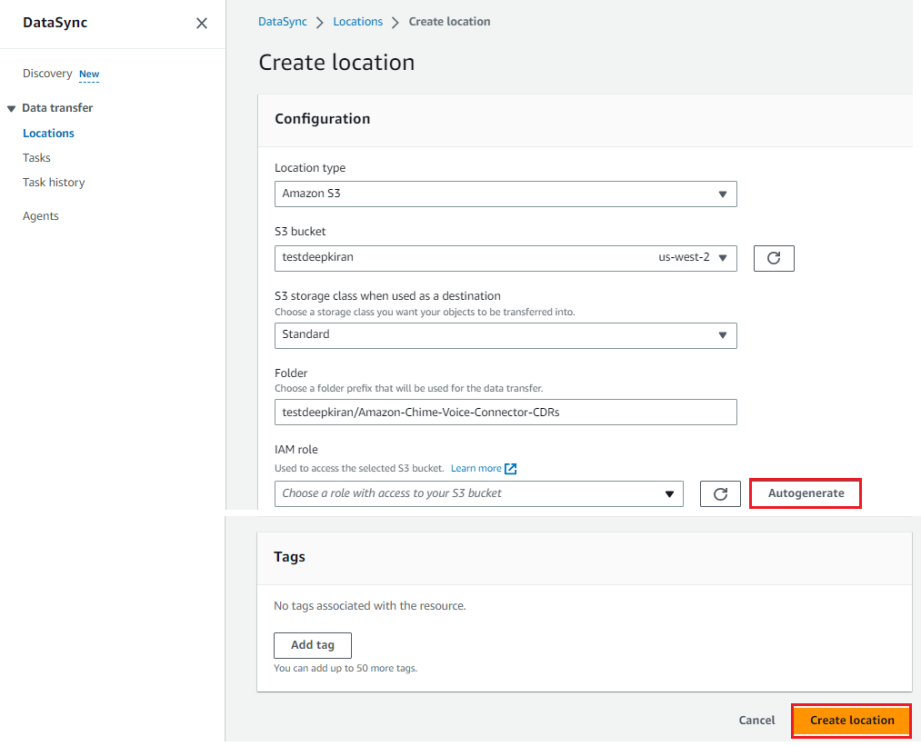 DataSync
Discovery New
Data transfer
Locations
Tasks
Task history
Agents
DataSync > Locations > Create location
Create location
Configuration
Location type
Amazon S3
S3 bucket
testdeepkiran us-west-2
S3 storage class when used as a destination
Choose a storage class you want your objects to be transferred into.
Standard
Folder
Choose a folder prefix that will be used for the data transfer.
testdeepkiran/Amazon-Chime-Voice-Connector-CDRs
IAM role
Used to access the selected S3 bucket. Learn more
Choose a role with access to your S3 bucket Autogenerate
Tags
No tags associated with the resource.
Add tag
You can add up to 50 more tags.
Cancel Create location